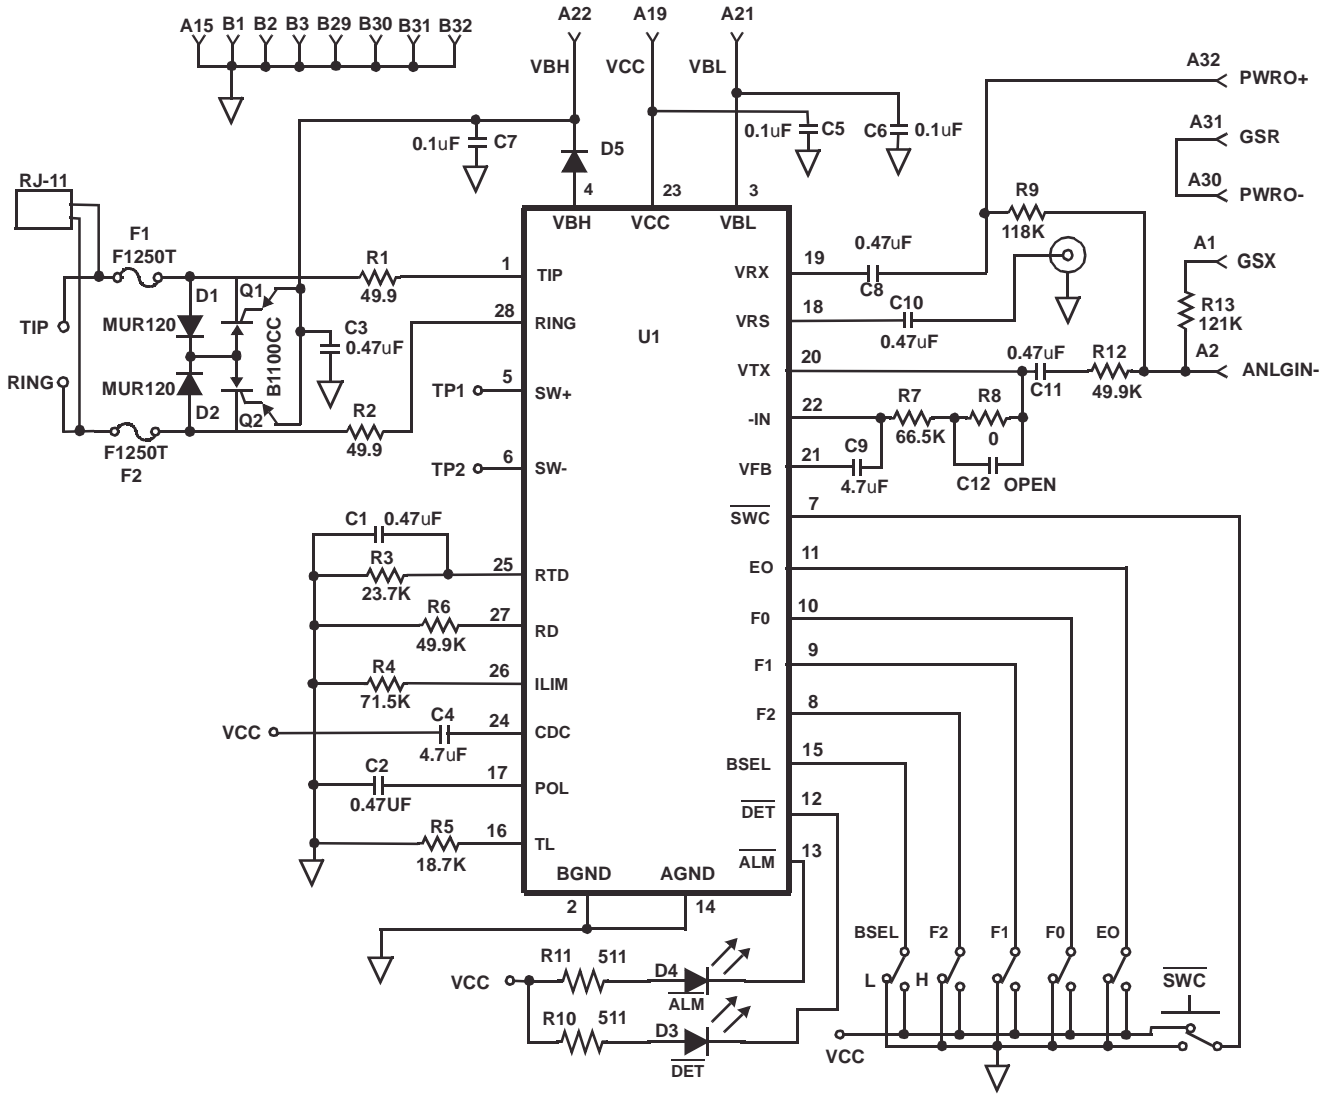 A15 B1 B2 B3 B29 B30 B31 B32
A22 A19 A21
VBH VCC VBL
A32
PWRO+
A31
GSR
A30
PWRO-
0.1uF C7
D5
0.1uF C5
C6 0.1uF
4 23 3
VBH VCC VBL
RJ-11
F1
F1250T
R1
49.9
1 TIP
D1
Q1
MUR120
TIP
B1100CC
C3
0.47uF
28 RING
U1
RING
MUR120
D2
Q2
R2
49.9
F1250T
F2
TP1
5 SW+
TP2
6 SW-
VRX 19
0.47uF
C8
R9
118K
VRS 18
C10
0.47uF
A1
GSX
R13
121K
A2
ANLGIN-
VTX 20
0.47uF
C11
R12
49.9K
-IN 22
R7
66.5K
R8
0
VFB 21
C9
4.7uF
C12 OPEN
SWC 7
EO 11
F0 10
F1 9
F2 8
BSEL 15
DET 12
ALM 13
C1 0.47uF
R3
23.7K
25 RTD
R6
49.9K
27 RD
R4
71.5K
26 ILIM
VCC
C4
4.7uF
24 CDC
C2
0.47UF
17 POL
R5
18.7K
16 TL
BGND AGND
2 14
VCC
R11 511
D4
ALM
R10 511
D3
DET
BSEL F2 F1 F0 EO
L H
SWC
VCC